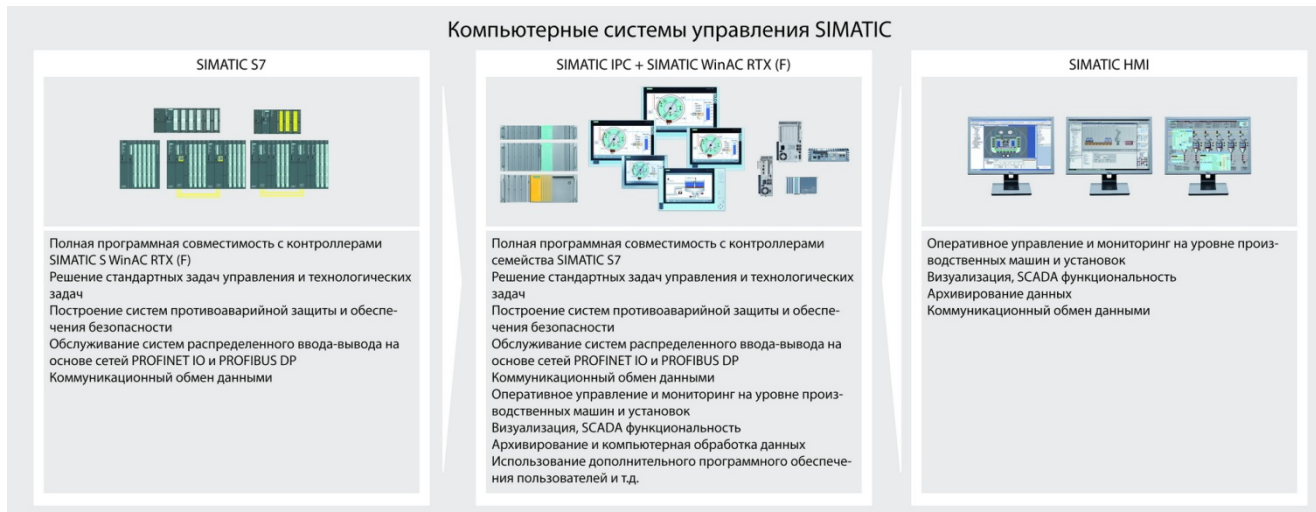 Компьютерные системы управления SIMATIC
SIMATIC S7
Полная программная совместимость с контроллерами
SIMATIC S WinAC RTX (F)
Решение стандартных задач управления и технологических
задач
Построение систем противоаварийной защиты и обеспе-
чения безопасности
Обслуживание систем распределенного ввода-вывода на
основе сетей PROFINET IO и PROFIBUS DP
Коммуникационный обмен данными
SIMATIC IPC + SIMATIC WinAC RTX (F)
Полная программная совместимость с контроллерами
семейства SIMATIC S7
Решение стандартных задач управления и технологических
задач
Построение систем противоаварийной защиты и обеспе-
чения безопасности
Обслуживание систем распределенного ввода-вывода на
основе сетей PROFINET IO и PROFIBUS DP
Коммуникационный обмен данными
Оперативное управление и мониторинг на уровне произ-
водственных машин и установок
Визуализация, SCADA функциональность
Архивирование и компьютерная обработка данных
Использование дополнительного программного обеспече-
ния пользователей и т.д.
SIMATIC HMI
Оперативное управление и мониторинг на уровне произ-
водственных машин и установок
Визуализация, SCADA функциональность
Архивирование данных
Коммуникационный обмен данными